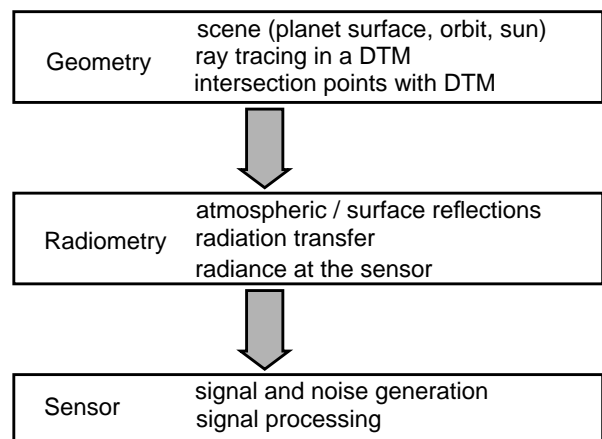 Geometry
scene (planet surface, orbit, sun)
ray tracing in a DTM
intersection points with DTM
Radiometry
atmospheric / surface reflections
radiation transfer
radiance at the sensor
Sensor
signal and noise generation
signal processing